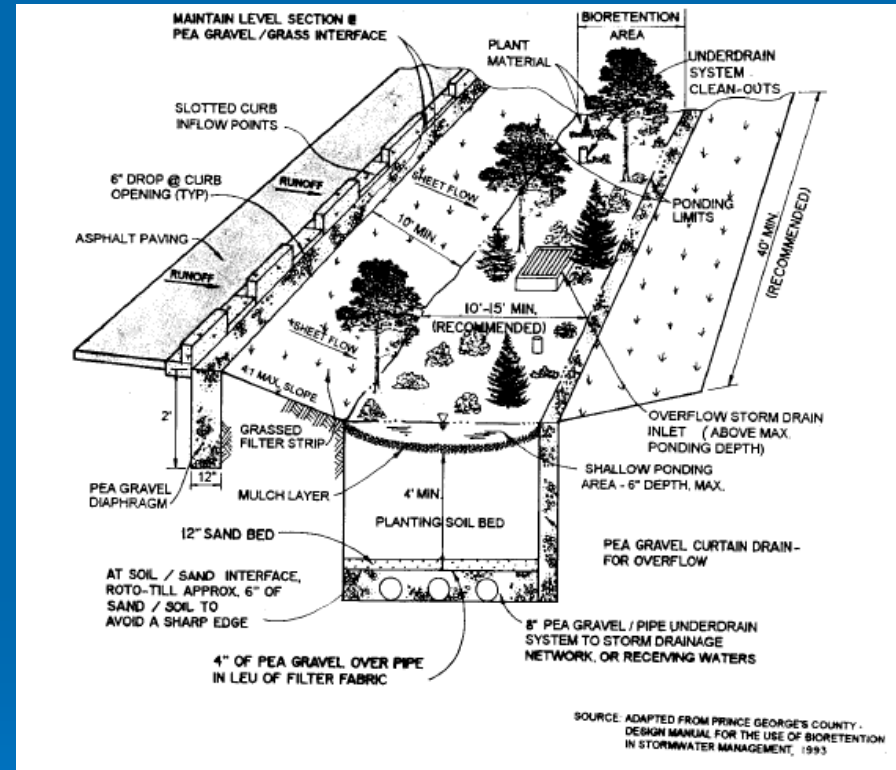 MAINTAIN LEVEL SECTION @
PEA GRAVEL / GRASS INTERFACE
BIORETENTION
AREA
PLANT
MATERIAL
UNDERDRAIN
SYSTEM
CLEAN-OUTS
SLOTTED CURB
INFLOW POINTS
6" DROP @ CURB
OPENING (TYP)
RUNOFF
SHEET FLOW
PONDING
LIMITS
ASPHALT PAVING
10' MIN.
40' MIN.
(RECOMMENDED)
RUNOFF
10'-15' MIN.
(RECOMMENDED)
SHEET FLOW
4:1 MAX. SLOPE
2'
GRASSED
FILTER STRIP
OVERFLOW STORM DRAIN
INLET ( ABOVE MAX.
PONDING DEPTH)
12"
SHALLOW PONDING
AREA - 6" DEPTH, MAX.
PEA GRAVEL
DIAPHRAGM
MULCH LAYER
4' MIN.
PLANTING SOIL BED
12" SAND BED
PEA GRAVEL CURTAIN DRAIN-
FOR OVERFLOW
AT SOIL / SAND INTERFACE,
ROTO-TILL APPROX. 6" OF
SAND / SOIL TO
AVOID A SHARP EDGE
8" PEA GRAVEL / PIPE UNDERDRAIN
SYSTEM TO STORM DRAINAGE
NETWORK, OR RECEIVING WATERS
4" OF PEA GRAVEL OVER PIPE
IN LEU OF FILTER FABRIC
SOURCE: ADAPTED FROM PRINCE GEORGE'S COUNTY -
DESIGN MANUAL FOR THE USE OF BIORETENTION
IN STORMWATER MANAGEMENT, 1993